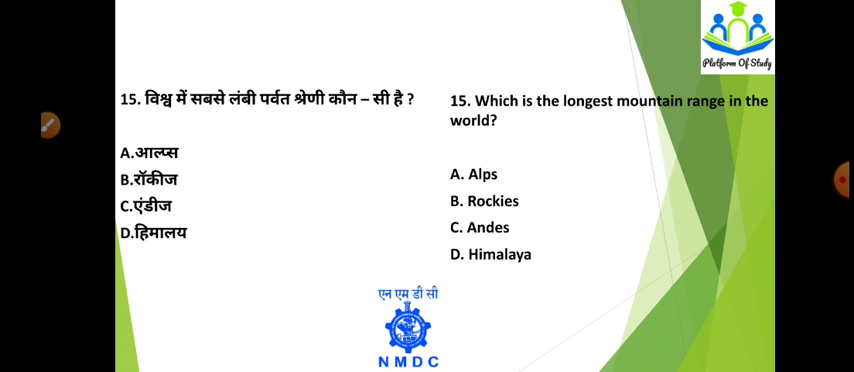 Platform Of Study
15. विश्व में सबसे लंबी पर्वत श्रेणी कौन – सी है ?
A.आल्प्स
B.रॉकीज
C.एंडीज
D.हिमालय
15. Which is the longest mountain range in the
world?
A. Alps
B. Rockies
C. Andes
D. Himalaya
एन एम डी सी
NMDC